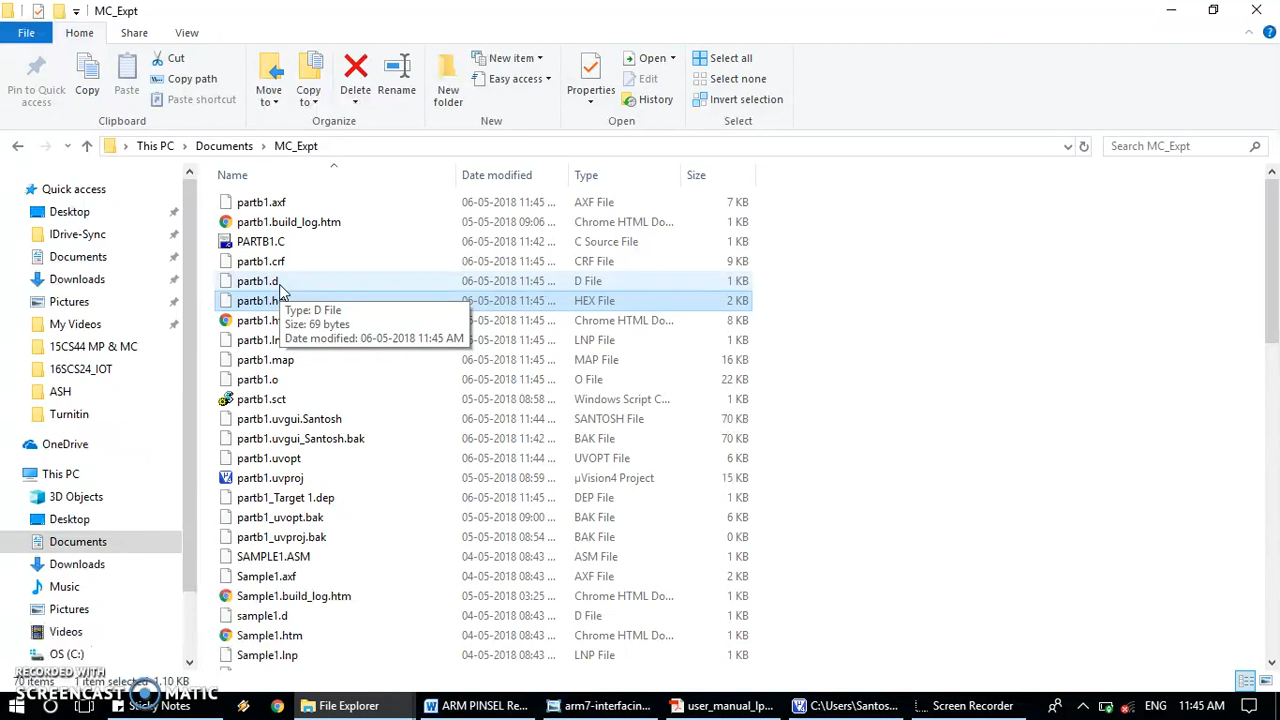 MC_Expt
File Home Share View
Pin to Quick access
Copy
Paste
Cut
Copy path
Paste shortcut
Clipboard
Move to
Copy to
Delete
Rename
Organize
New folder
New item
Easy access
New
Properties
Open
Edit
History
Open
Select all
Select none
Invert selection
Select
This PC Documents MC_Expt
Search MC_Expt
Name Date modified Type Size
Quick access
Desktop
IDrive-Sync
Documents
Downloads
Pictures
My Videos
15CS44 MP & MC
16SCS24_IOT
ASH
Turnitin
OneDrive
This PC
3D Objects
Desktop
Documents
Downloads
Music
Pictures
Videos
OS (C:)
partb1.axf 06-05-2018 11:45 ... AXF File 7 KB
partb1.build_log.htm 05-05-2018 09:06 ... Chrome HTML Do... 1 KB
PARTB1.C 06-05-2018 11:42 ... C Source File 1 KB
partb1.crf 06-05-2018 11:45 ... CRF File 9 KB
partb1.d 06-05-2018 11:45 ... D File 1 KB
partb1.h 06-05-2018 11:45 ... HEX File 2 KB
partb1.h 06-05-2018 11:45 ... Chrome HTML Do... 8 KB
partb1.ln 06-05-2018 11:45 ... LNP File 1 KB
partb1.map 06-05-2018 11:45 ... MAP File 16 KB
partb1.o 06-05-2018 11:45 ... O File 22 KB
partb1.sct 05-05-2018 08:58 ... Windows Script C... 1 KB
partb1.uvgui.Santosh 06-05-2018 11:44 ... SANTOSH File 70 KB
partb1.uvgui_Santosh.bak 06-05-2018 11:42 ... BAK File 70 KB
partb1.uvopt 06-05-2018 11:44 ... UVOPT File 6 KB
partb1.uvproj 05-05-2018 08:59 ... µVision4 Project 15 KB
partb1_Target 1.dep 06-05-2018 11:45 ... DEP File 1 KB
partb1_uvopt.bak 05-05-2018 09:00 ... BAK File 6 KB
partb1_uvproj.bak 05-05-2018 08:54 ... BAK File 0 KB
SAMPLE1.ASM 04-05-2018 08:43 ... ASM File 1 KB
Sample1.axf 04-05-2018 08:43 ... AXF File 2 KB
Sample1.build_log.htm 05-05-2018 03:25 ... Chrome HTML Do... 1 KB
sample1.d 04-05-2018 08:43 ... D File 1 KB
Sample1.htm 04-05-2018 08:43 ... Chrome HTML Do... 1 KB
Sample1.lnp 04-05-2018 08:43 ... LNP File 1 KB
Type: D File
Size: 69 bytes
Date modified: 06-05-2018 11:45 AM
70 items 1 item selected 1.10 KB
RECORDED WITH
SCREENCAST MATIC
Sticky Notes
File Explorer
ARM PINSEL Re...
arm7-interfacin...
user_manual_lp...
C:\Users\Santos...
Screen Recorder
ENG 11:45 AM